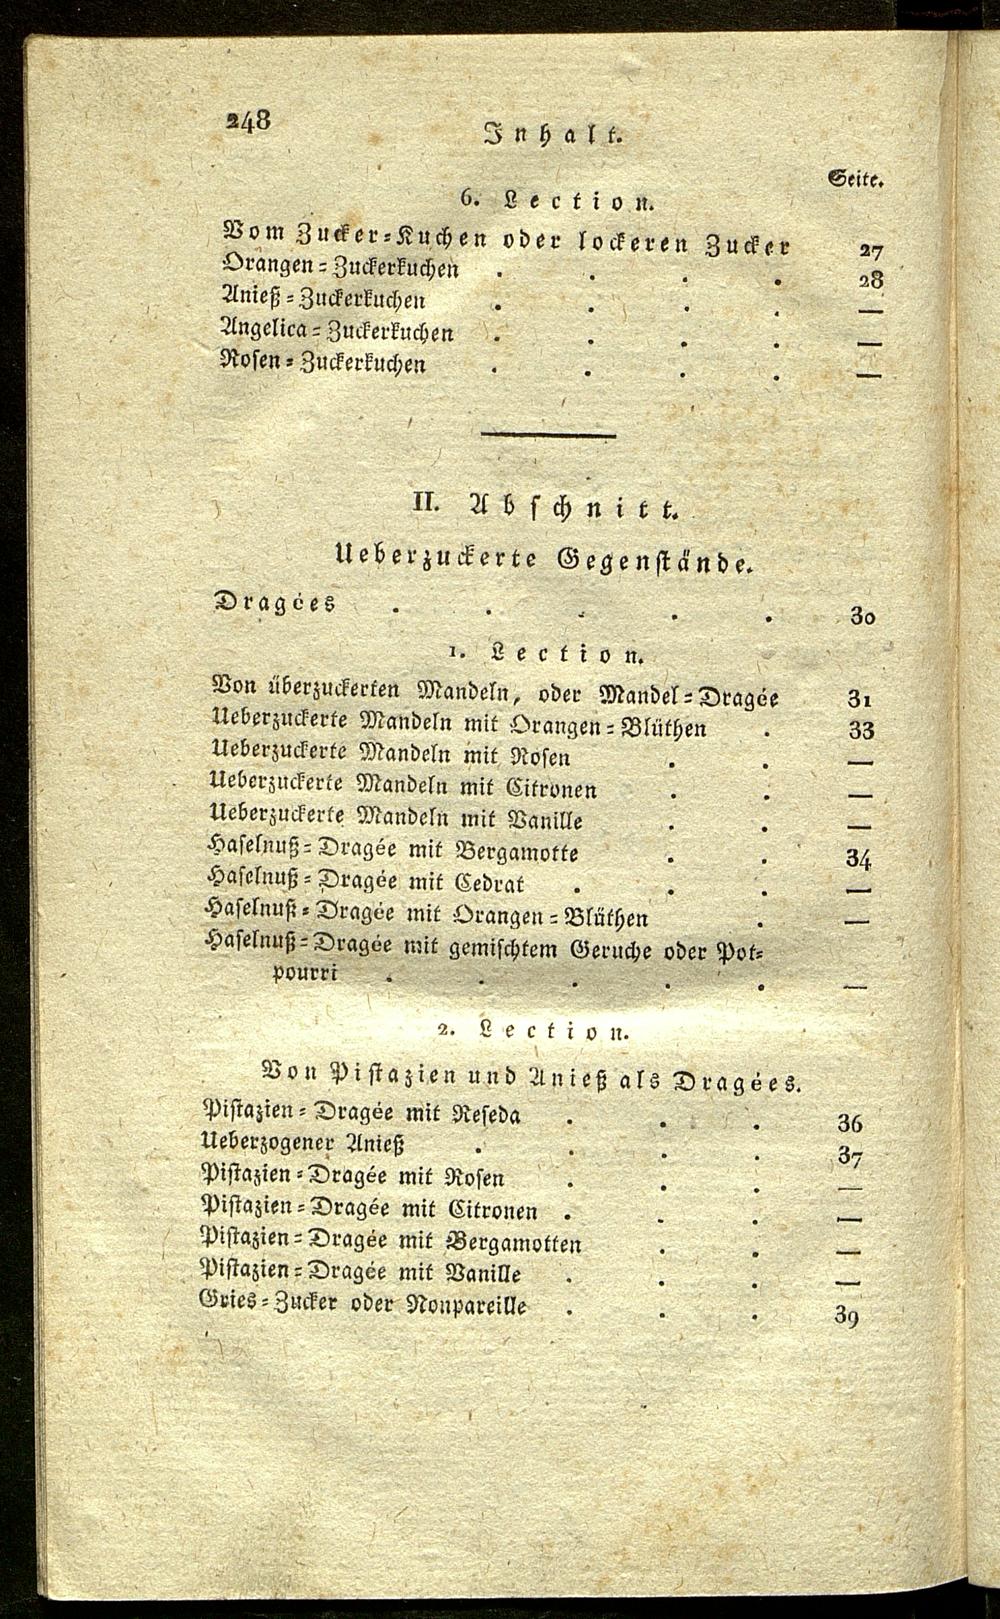 248
Inhalt.
Seite.
6. Lection.
Vom Zucker-Kuchen oder lockeren Zucker 27
Orangen-Zuckerkuchen . . . . 28
Anieß-Zuckerkuchen . . . . —
Angelica-Zuckerkuchen . . . . —
Rosen-Zuckerkuchen . . . . —
II. Abschnitt.
Ueberzuckerte Gegenstände.
Dragées . . . . . 30
1. Lection.
Von überzuckerten Mandeln, oder Mandel-Dragée 31
Ueberzuckerte Mandeln mit Orangen-Blüthen . 33
Ueberzuckerte Mandeln mit Rosen . . —
Ueberzuckerte Mandeln mit Citronen . . —
Ueberzuckerte Mandeln mit Vanille . . —
Haselnuß-Dragée mit Bergamotte . . 34
Haselnuß-Dragée mit Cedrat . . . —
Haselnuß-Dragée mit Orangen-Blüthen . —
Haselnuß-Dragée mit gemischtem Geruche oder Pot-
pourri . . . . . —
2. Lection.
Von Pistazien und Anieß als Dragées.
Pistazien-Dragée mit Reseda . . . 36
Ueberzogener Anieß . . . . 37
Pistazien-Dragée mit Rosen . . . —
Pistazien-Dragée mit Citronen . . . —
Pistazien-Dragée mit Bergamotten . . —
Pistazien-Dragée mit Vanille . . . —
Gries-Zucker oder Nonpareille . . . 39